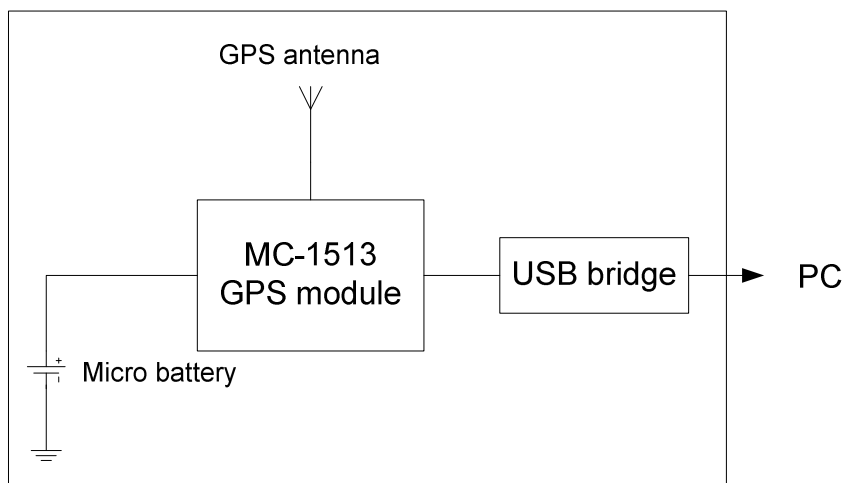 GPS antenna
MC-1513
GPS module
USB bridge
PC
+
-
Micro battery